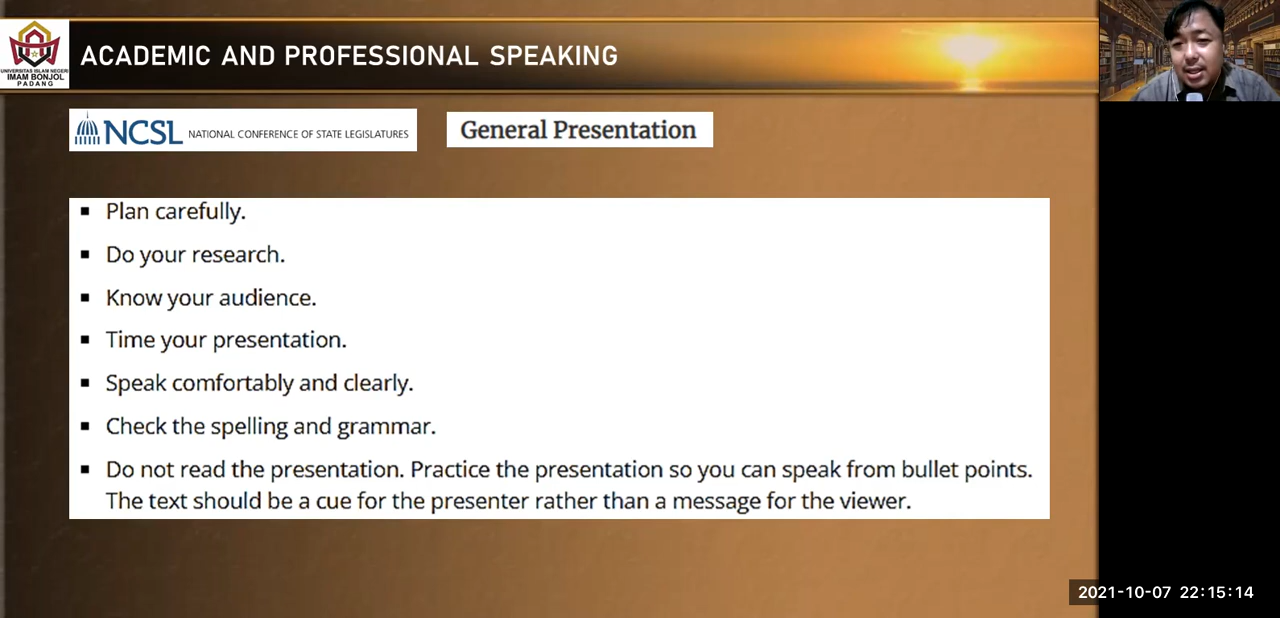 UNIVERSITAS ISLAM NEGERI
IMAM BONJOL
PADANG
ACADEMIC AND PROFESSIONAL SPEAKING
NCSL NATIONAL CONFERENCE OF STATE LEGISLATURES
General Presentation
▪ Plan carefully.
▪ Do your research.
▪ Know your audience.
▪ Time your presentation.
▪ Speak comfortably and clearly.
▪ Check the spelling and grammar.
▪ Do not read the presentation. Practice the presentation so you can speak from bullet points.
The text should be a cue for the presenter rather than a message for the viewer.
2021-10-07 22:15:14